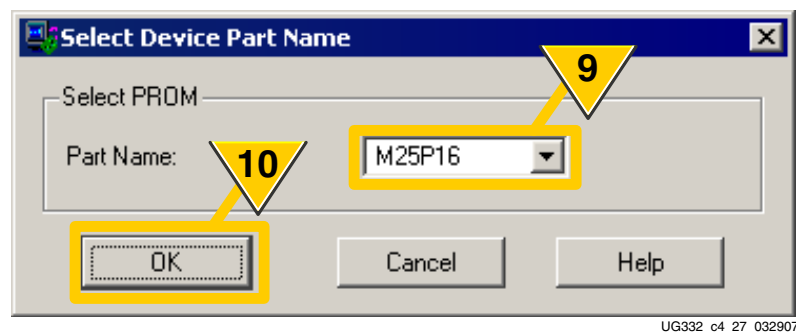 Select Device Part Name
9
Select PROM
Part Name:
10
M25P16
OK
Cancel
Help
UG332_c4_27_032907